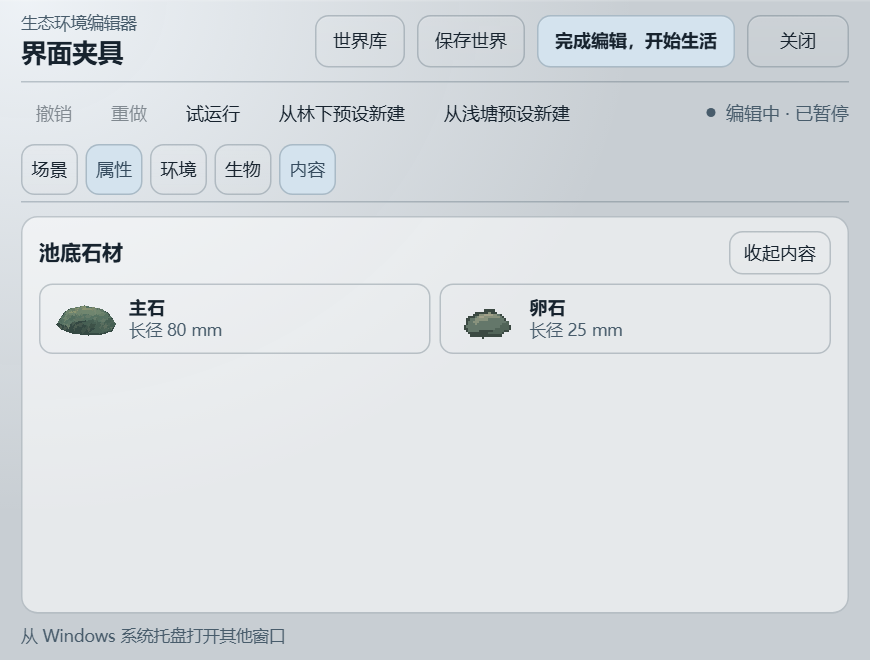 生态环境编辑器
界面夹具
世界库 保存世界 完成编辑，开始生活 关闭
撤销 重做 试运行 从林下预设新建 从浅塘预设新建 编辑中 · 已暂停
场景 属性 环境 生物 内容
池底石材 收起内容
主石 卵石
长径 80 mm 长径 25 mm
从 Windows 系统托盘打开其他窗口